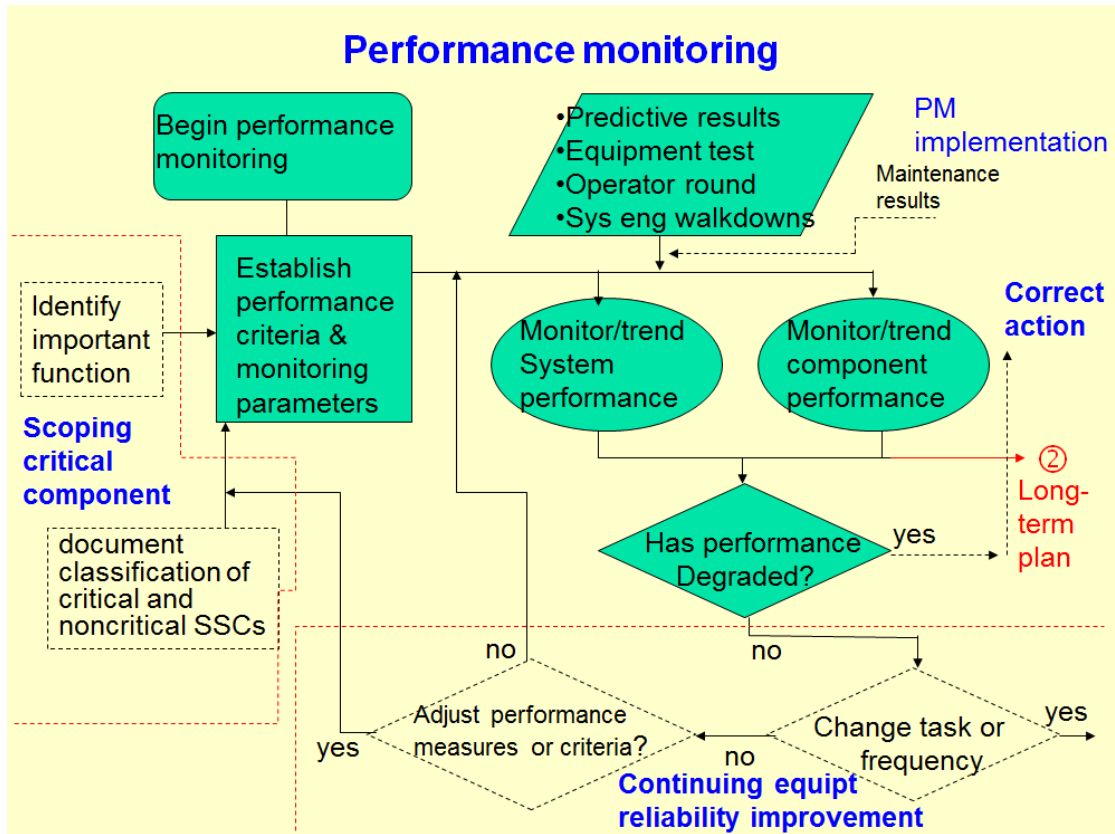 Performance monitoring
Begin performance
monitoring
•Predictive results
•Equipment test
•Operator round
•Sys eng walkdowns
PM
implementation
Maintenance
results
Establish
performance
criteria &
monitoring
parameters
Identify
important
function
Monitor/trend
System
performance
Monitor/trend
component
performance
Correct
action
Scoping
critical
component
②
Long-
term
plan
document
classification of
critical and
noncritical SSCs
Has performance
Degraded?
yes
no
no
Adjust performance
measures or criteria?
yes
Change task or
frequency
yes
no
Continuing equipt
reliability improvement